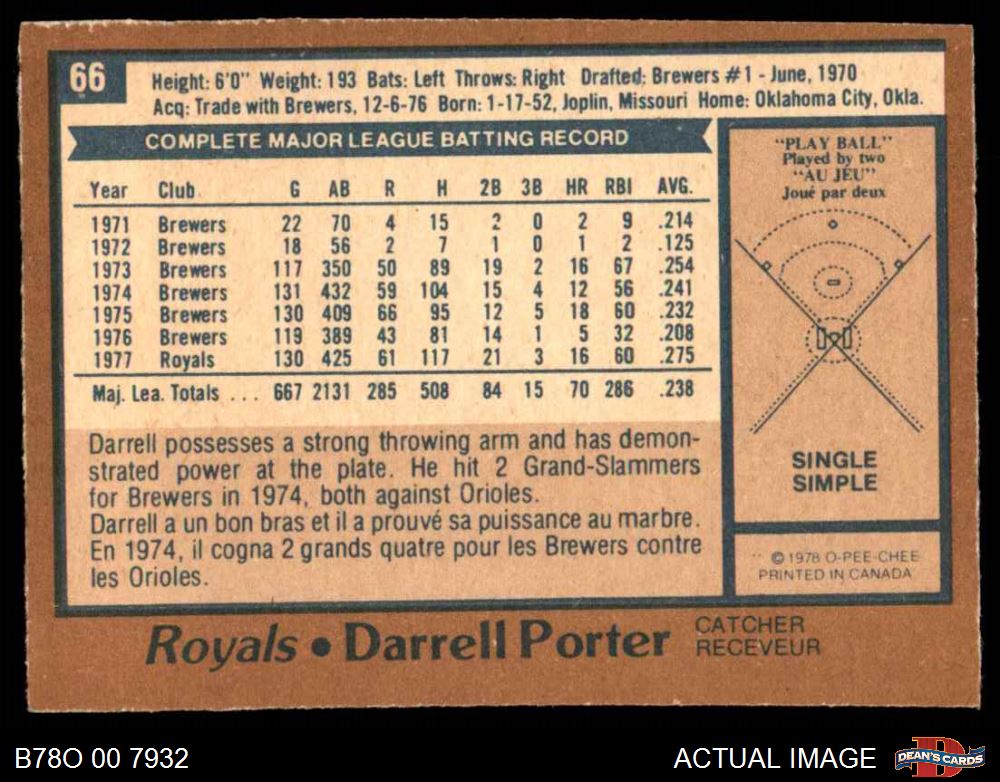 66
Height: 6'0" Weight: 193 Bats: Left Throws: Right Drafted: Brewers #1 - June, 1970
Acq: Trade with Brewers, 12-6-76 Born: 1-17-52, Joplin, Missouri Home: Oklahoma City, Okla.
COMPLETE MAJOR LEAGUE BATTING RECORD
Year Club G AB R H 2B 3B HR RBI AVG.
1971 Brewers 22 70 4 15 2 0 2 9 .214
1972 Brewers 18 56 2 7 1 0 1 2 .125
1973 Brewers 117 350 50 89 19 2 16 67 .254
1974 Brewers 131 432 59 104 15 4 12 56 .241
1975 Brewers 130 409 66 95 12 5 18 60 .232
1976 Brewers 119 389 43 81 14 1 5 32 .208
1977 Royals 130 425 61 117 21 3 16 60 .275
Maj. Lea. Totals . . . 667 2131 285 508 84 15 70 286 .238
Darrell possesses a strong throwing arm and has demon-
strated power at the plate. He hit 2 Grand-Slammers
for Brewers in 1974, both against Orioles.
Darrell a un bon bras et il a prouvé sa puissance au marbre.
En 1974, il cogna 2 grands quatre pour les Brewers contre
les Orioles.
"PLAY BALL"
Played by two
"AU JEU"
Joué par deux
SINGLE
SIMPLE
© 1978 O-PEE-CHEE
PRINTED IN CANADA
Royals • Darrell Porter
CATCHER
RECEVEUR
B78O 00 7932
ACTUAL IMAGE
D
DEAN'S CARDS